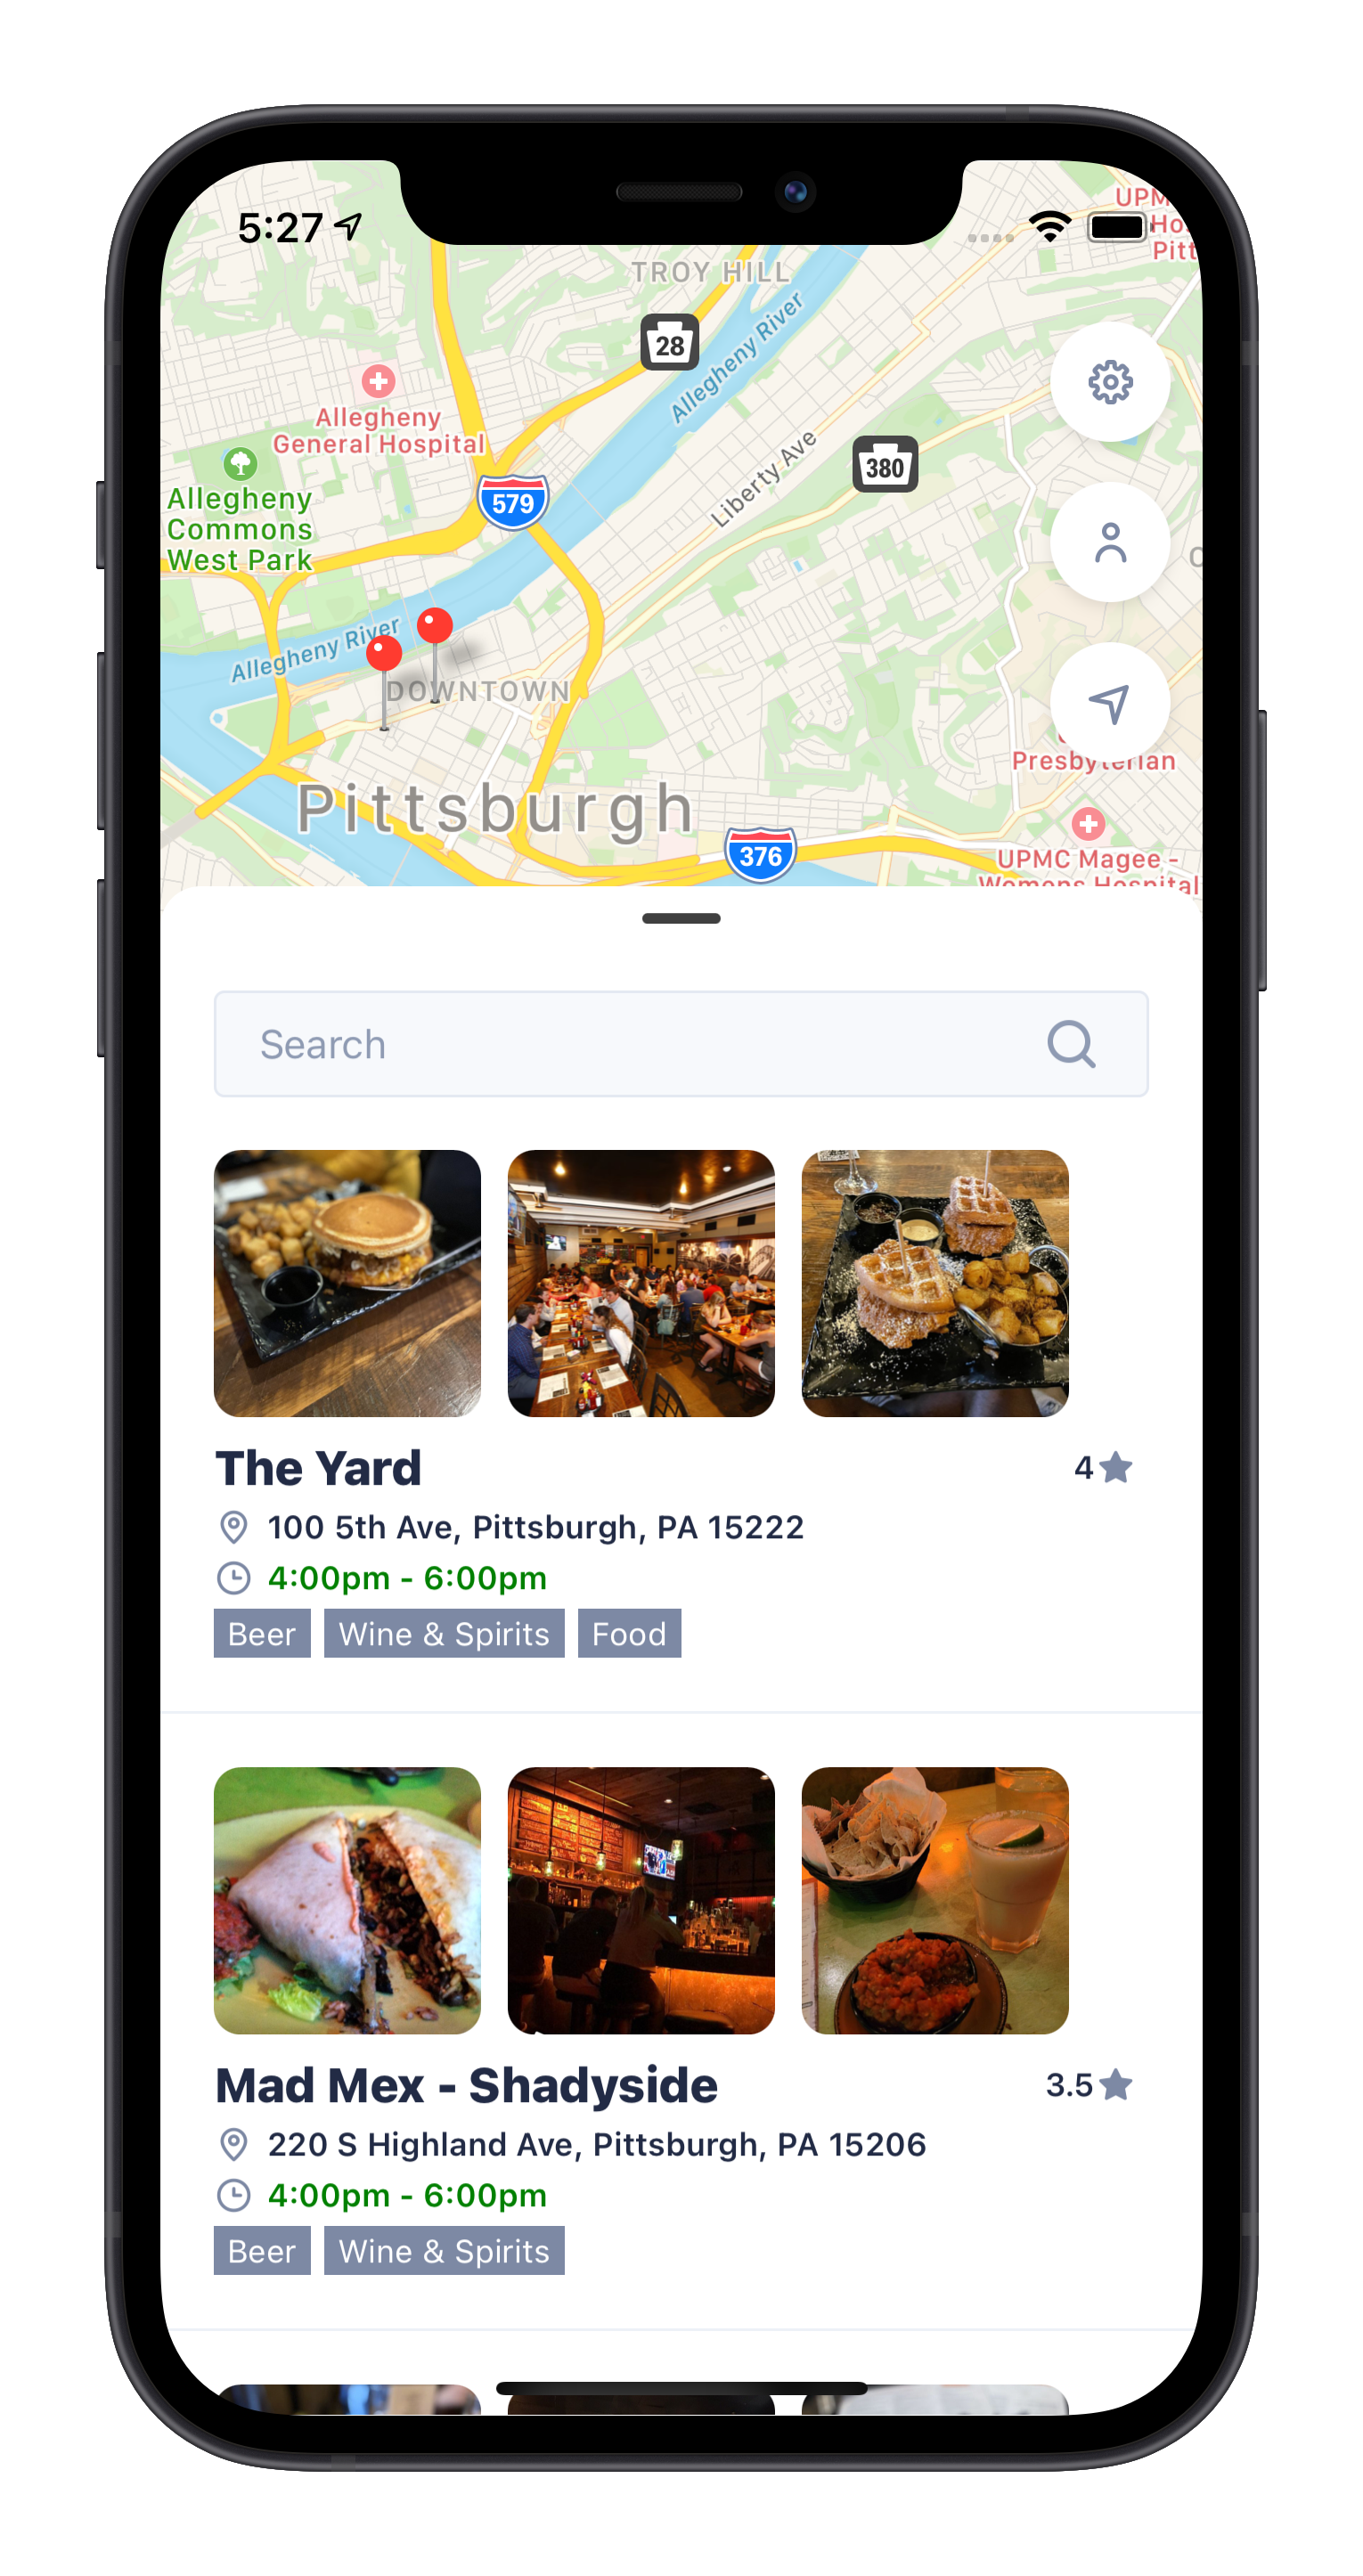 5:27
UPM
Ho
Pitt
TROY HILL
28
Allegheny River
Allegheny
General Hospital
380
Liberty Ave
Allegheny
Commons
West Park
579
Allegheny River
DOWNTOWN
Presbyterian
Pittsburgh
376
UPMC Magee -
Womens Hospital
Search
The Yard
4
100 5th Ave, Pittsburgh, PA 15222
4:00pm - 6:00pm
Beer Wine & Spirits Food
Mad Mex - Shadyside
3.5
220 S Highland Ave, Pittsburgh, PA 15206
4:00pm - 6:00pm
Beer Wine & Spirits